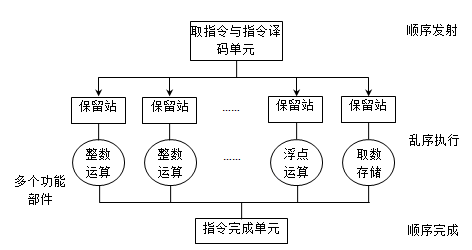 取指令与指令译
码单元
顺序发射
保留站
保留站
……
保留站
保留站
整数
运算
整数
运算
……
浮点
运算
取数
存储
乱序执行
多个功能
部件
指令完成单元
顺序完成